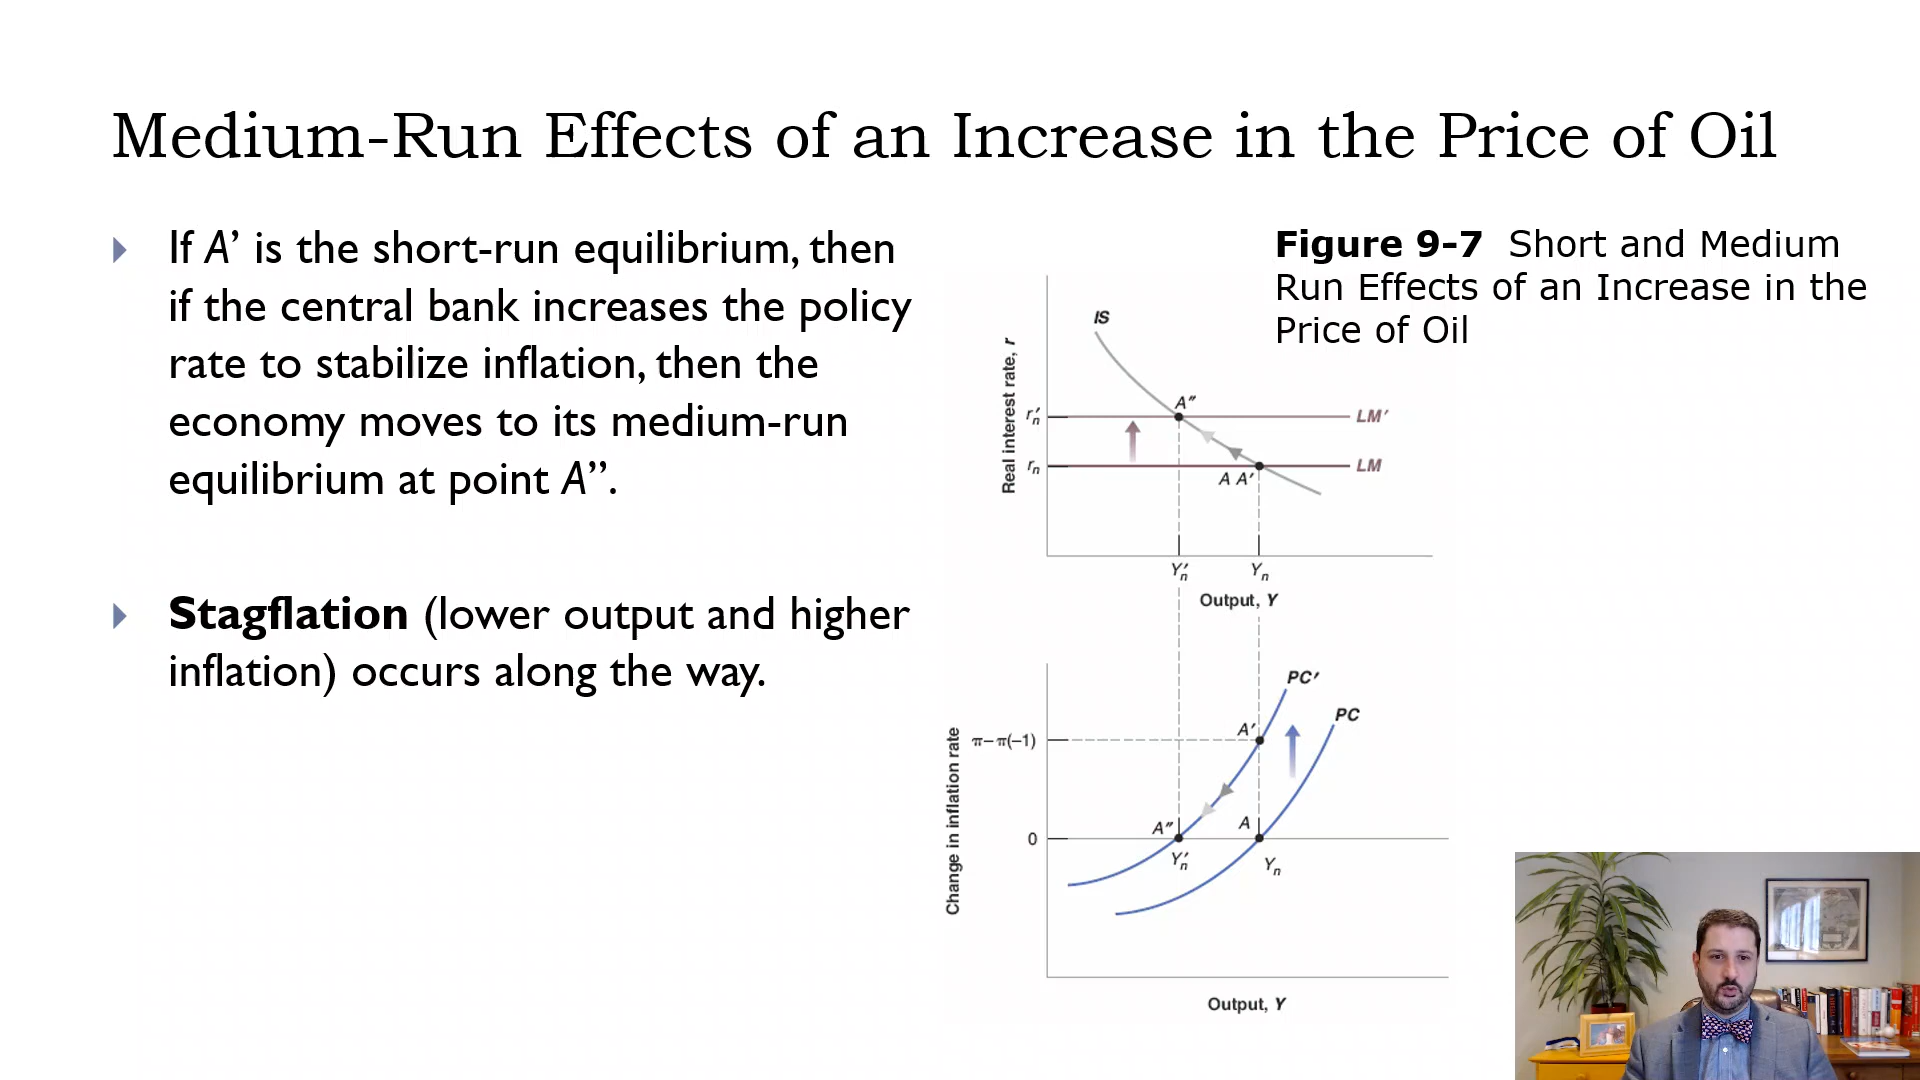 Medium-Run Effects of an Increase in the Price of Oil
If A’ is the short-run equilibrium, then
if the central bank increases the policy
rate to stabilize inflation, then the
economy moves to its medium-run
equilibrium at point A”.
Stagflation (lower output and higher
inflation) occurs along the way.
Figure 9-7 Short and Medium
Run Effects of an Increase in the
Price of Oil
Real interest rate, r
IS
A″
r′n
LM′
rn
LM
A A′
Y′n
Yn
Output, Y
Change in inflation rate
PC′
PC
A′
π−π(−1)
A″
A
0
Y′n
Yn
Output, Y